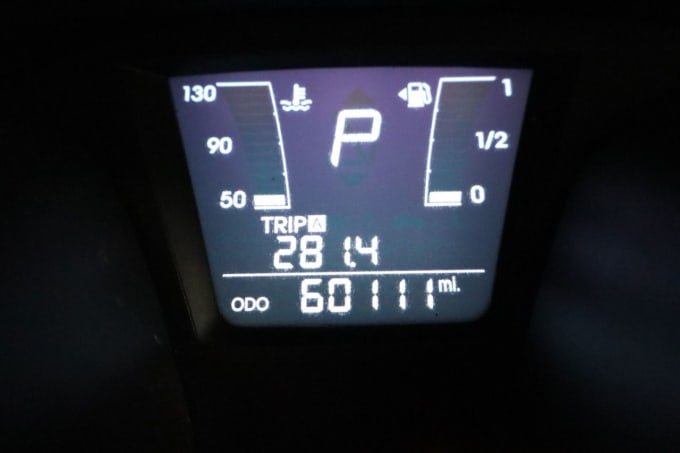 130 P 1
90 1/2
50 0
TRIP A
281.4
ODO 60111 mi.